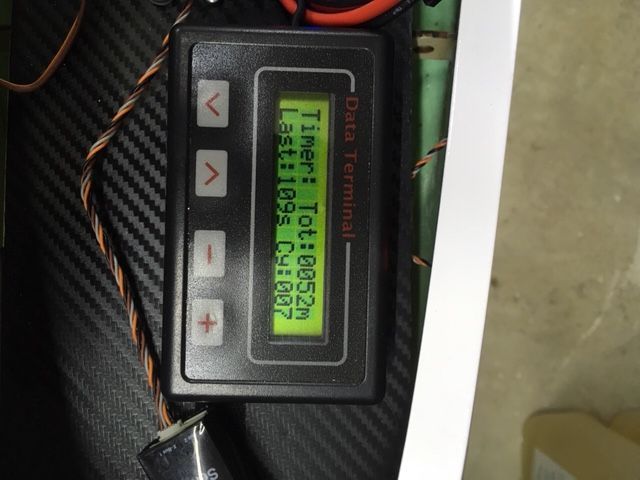 Data Terminal
Timer: Tot:0052m
Last:109s Cy:007